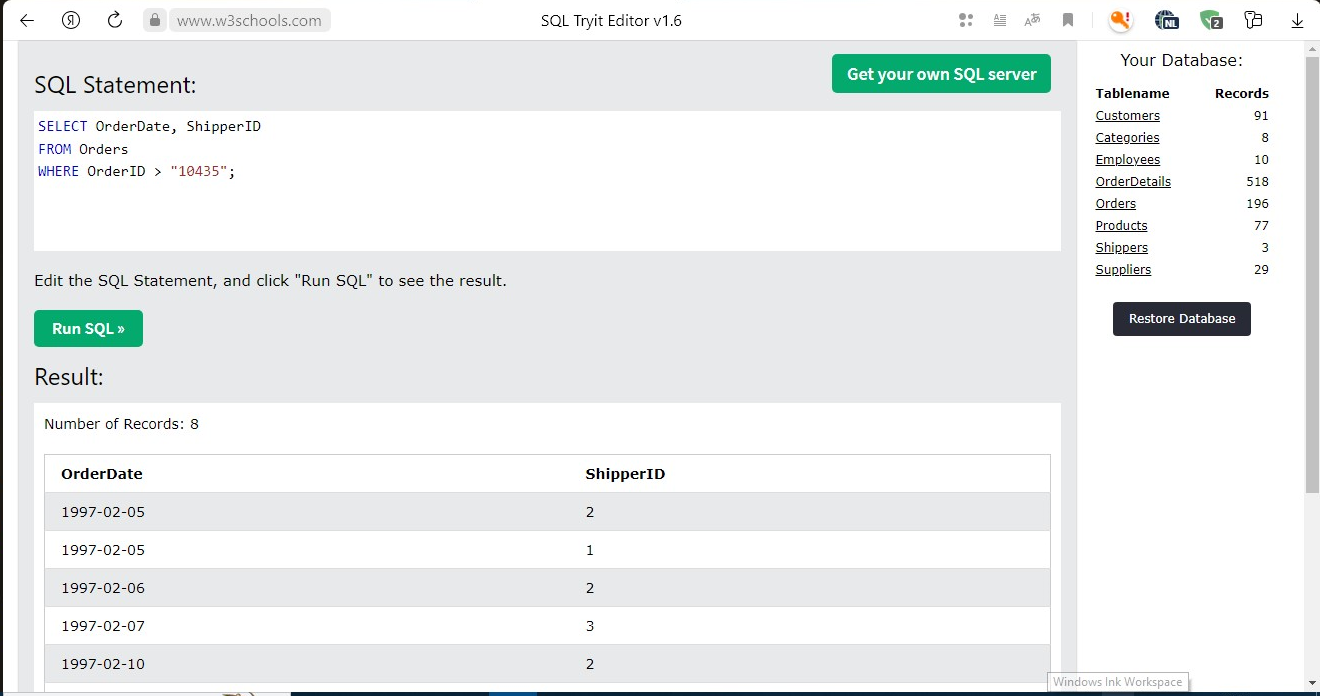 www.w3schools.com
SQL Tryit Editor v1.6
NL
2
SQL Statement:
Get your own SQL server
SELECT OrderDate, ShipperID
FROM Orders
WHERE OrderID > "10435";
Edit the SQL Statement, and click "Run SQL" to see the result.
Run SQL »
Result:
Number of Records: 8
OrderDate ShipperID
1997-02-05 2
1997-02-05 1
1997-02-06 2
1997-02-07 3
1997-02-10 2
Your Database:
Tablename Records
Customers 91
Categories 8
Employees 10
OrderDetails 518
Orders 196
Products 77
Shippers 3
Suppliers 29
Restore Database
Windows Ink Workspace